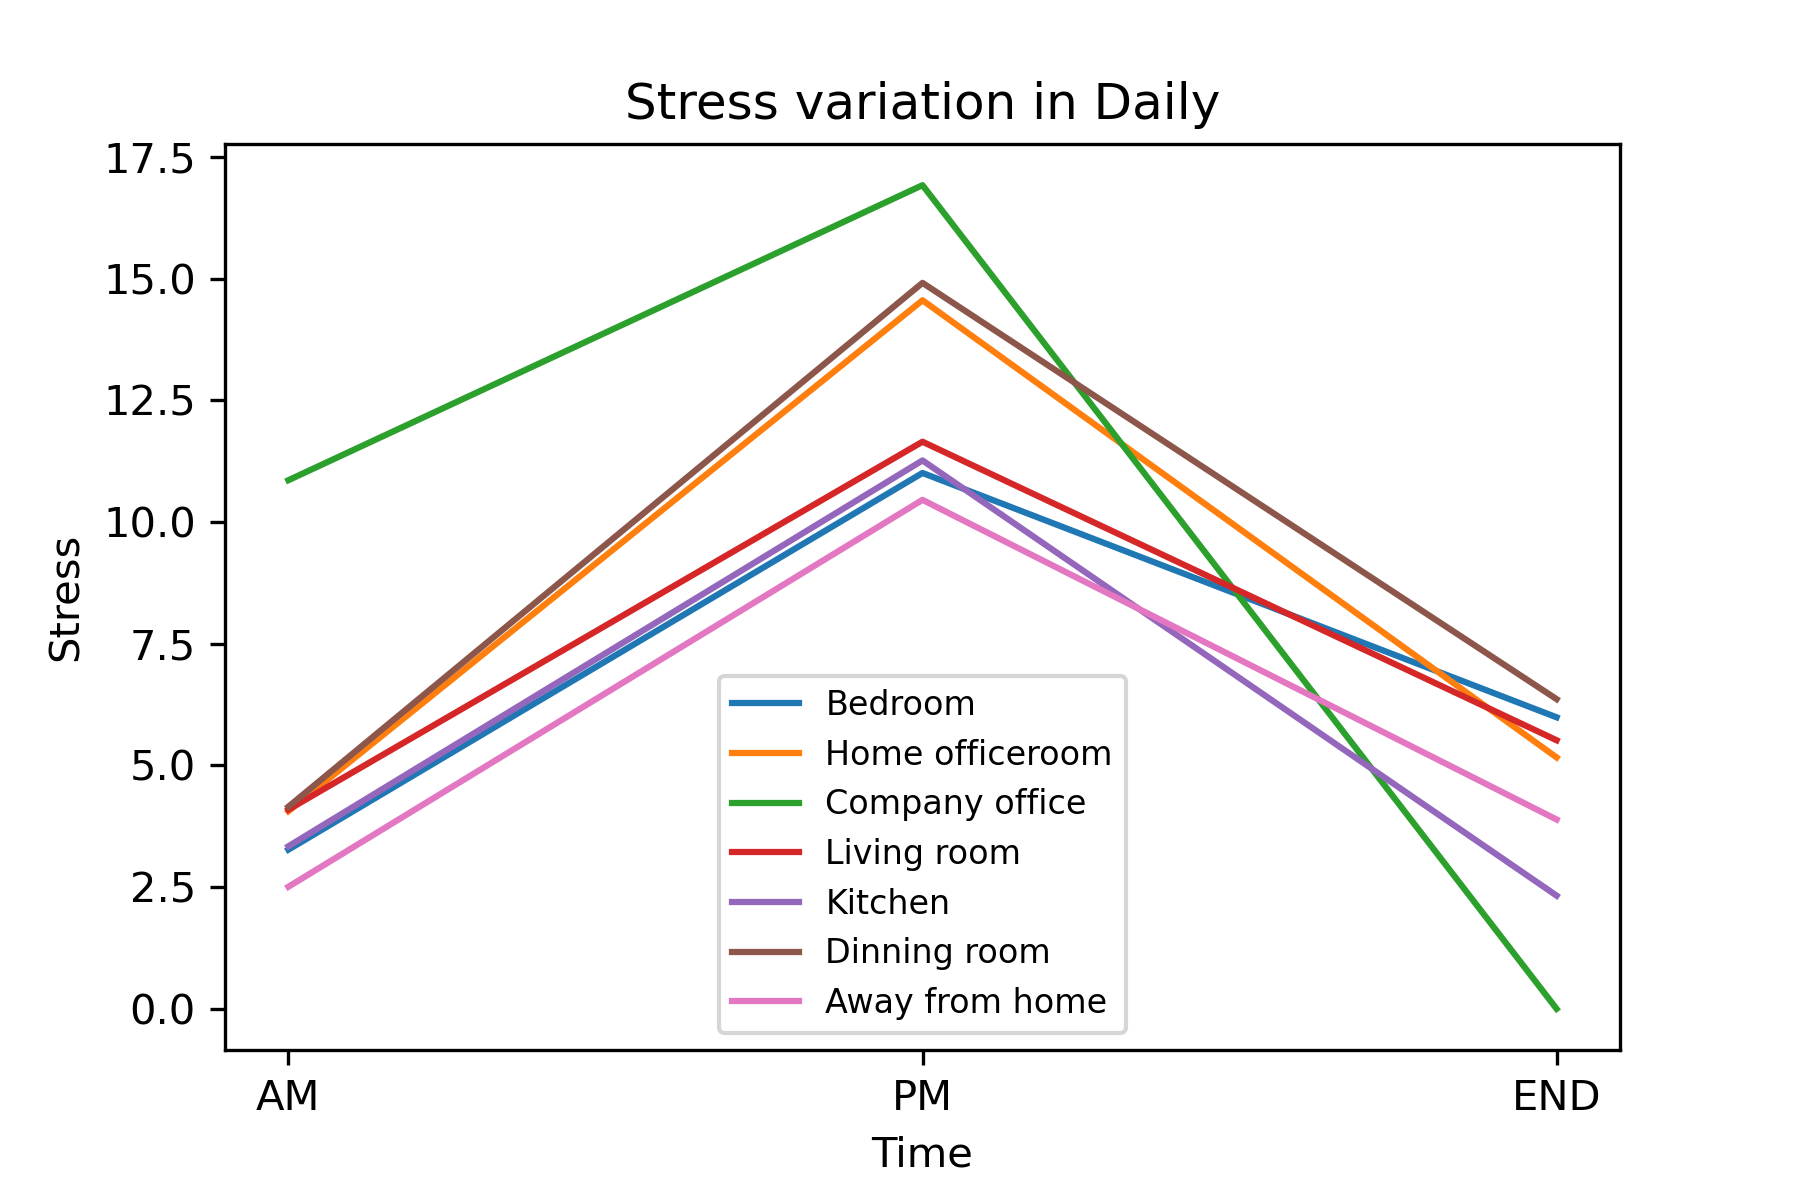 Stress variation in Daily
17.5
15.0
12.5
10.0
7.5
5.0
2.5
0.0
Stress
Bedroom
Home officeroom
Company office
Living room
Kitchen
Dinning room
Away from home
AM PM END
Time